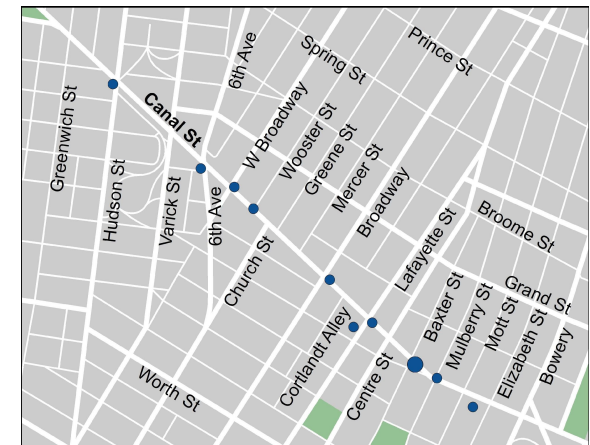 Prince St
Spring St
6th Ave
Canal St
W Broadway
Wooster St
Greene St
Mercer St
Broadway
Greenwich St
Hudson St
Varick St
6th Ave
Church St
Lafayette St
Broome St
Grand St
Baxter St
Mulberry St
Mott St
Elizabeth St
Bowery
Cortlandt Alley
Centre St
Worth St